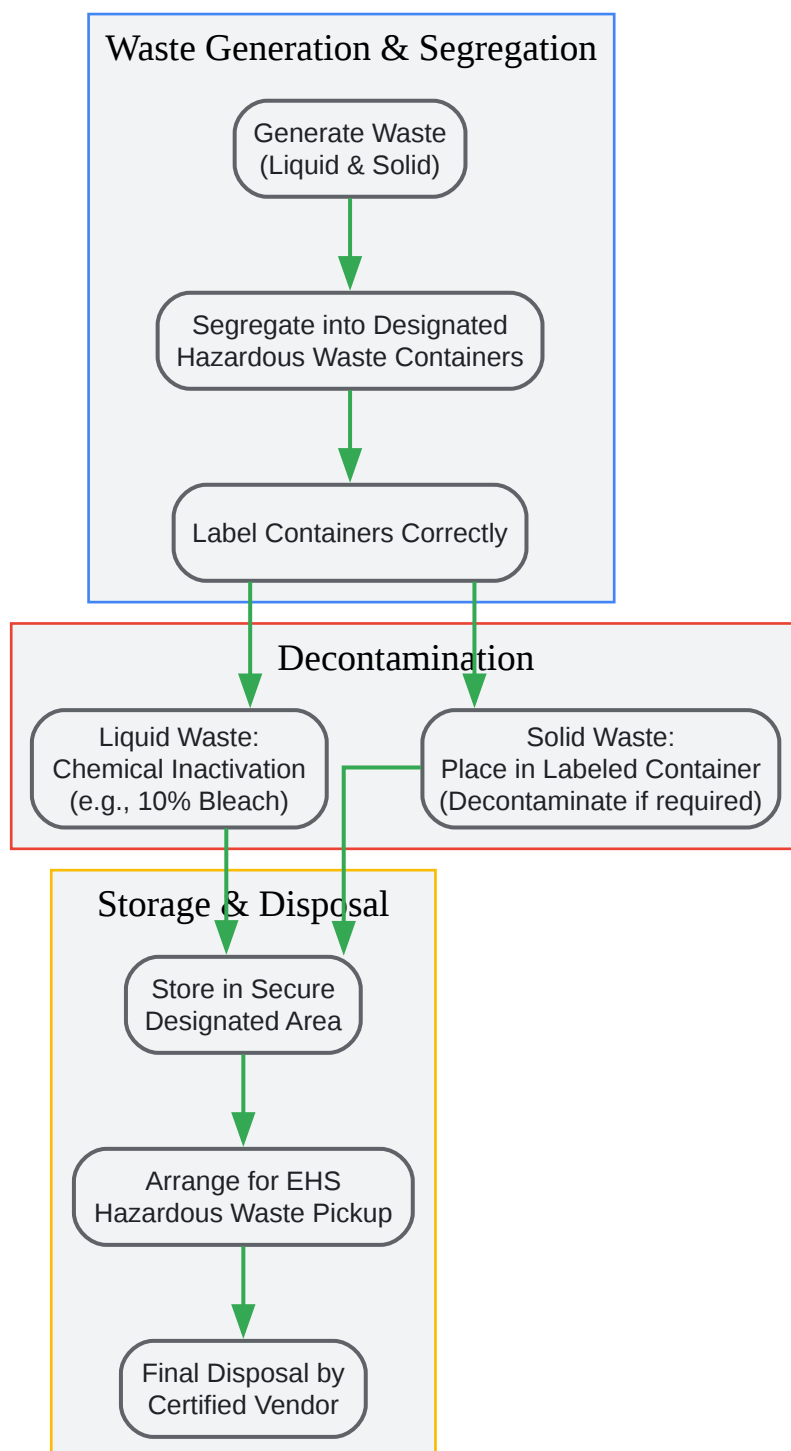 Waste Generation & Segregation
Generate Waste
(Liquid & Solid)
Segregate into Designated
Hazardous Waste Containers
Label Containers Correctly
Decontamination
Liquid Waste:
Chemical Inactivation
(e.g., 10% Bleach)
Solid Waste:
Place in Labeled Container
(Decontaminate if required)
Storage & Disposal
Store in Secure
Designated Area
Arrange for EHS
Hazardous Waste Pickup
Final Disposal by
Certified Vendor